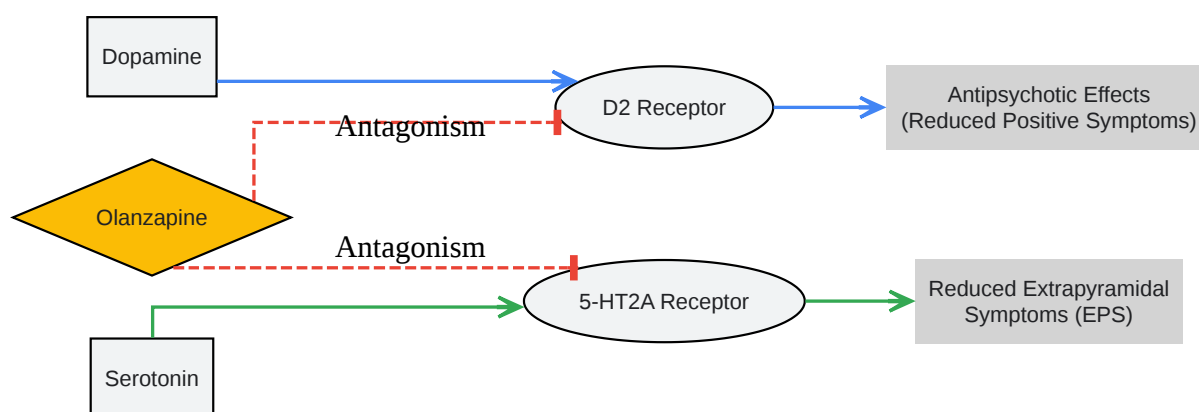 Dopamine
D2 Receptor
Antipsychotic Effects
(Reduced Positive Symptoms)
Antagonism
Olanzapine
Antagonism
5-HT2A Receptor
Reduced Extrapyramidal
Symptoms (EPS)
Serotonin